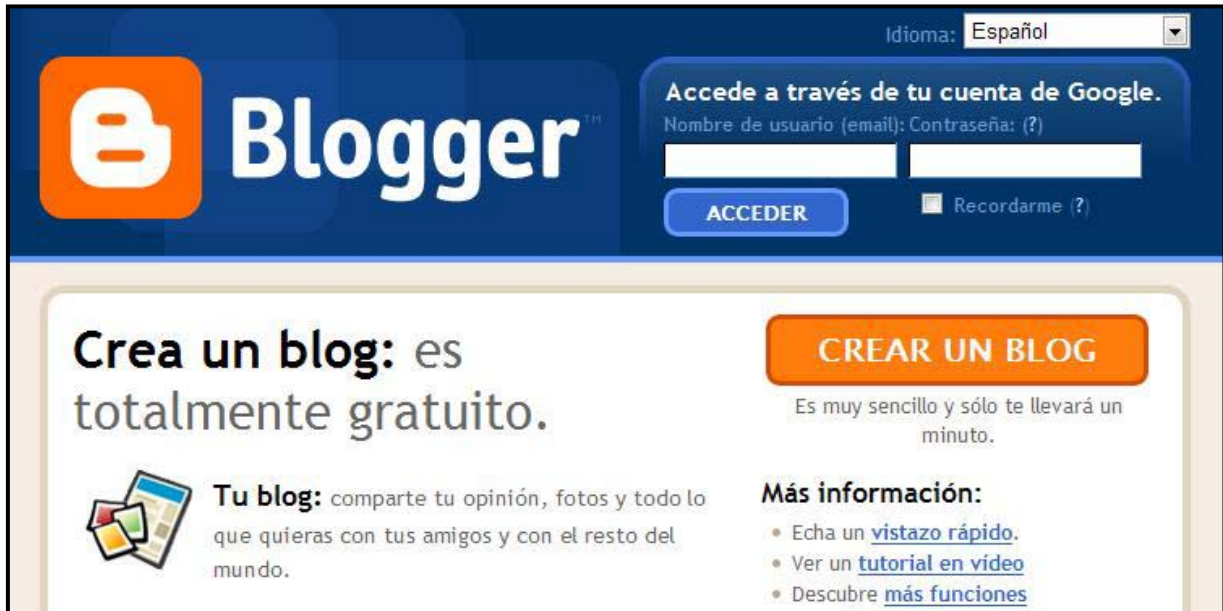 Idioma: Español
Blogger™
Accede a través de tu cuenta de Google.
Nombre de usuario (email): Contraseña: (?)
ACCEDER
Recordarme (?)
Crea un blog: es
totalmente gratuito.
Tu blog: comparte tu opinión, fotos y todo lo
que quieras con tus amigos y con el resto del
mundo.
CREAR UN BLOG
Es muy sencillo y sólo te llevará un
minuto.
Más información:
• Echa un vistazo rápido.
• Ver un tutorial en vídeo
• Descubre más funciones